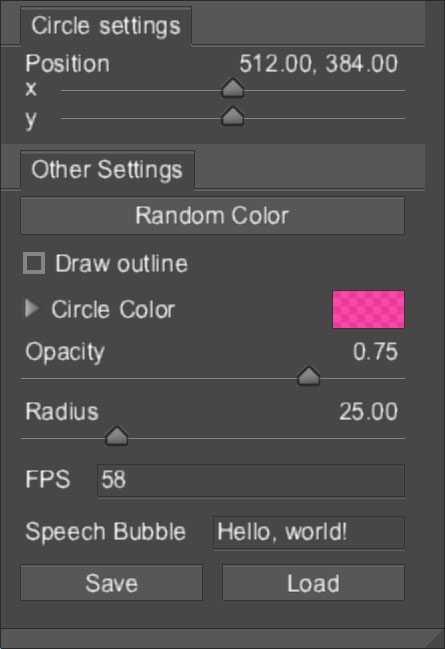 Circle settings
Position 512.00, 384.00
x
y
Other Settings
Random Color
Draw outline
Circle Color
Opacity 0.75
Radius 25.00
FPS 58
Speech Bubble Hello, world!
Save Load